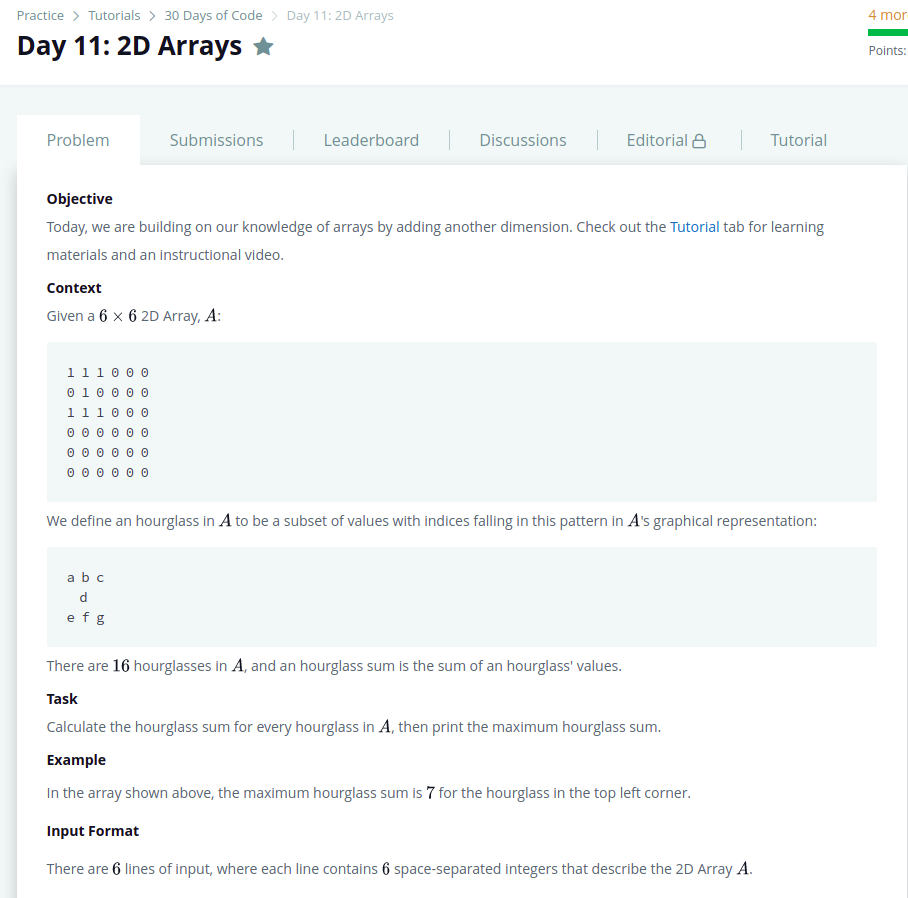 Practice > Tutorials > 30 Days of Code > Day 11: 2D Arrays
4 mor
Day 11: 2D Arrays
Points:
Problem
Submissions
Leaderboard
Discussions
Editorial
Tutorial
Objective
Today, we are building on our knowledge of arrays by adding another dimension. Check out the Tutorial tab for learning
materials and an instructional video.
Context
Given a 6 × 6 2D Array, A:
1 1 1 0 0 0
0 1 0 0 0 0
1 1 1 0 0 0
0 0 0 0 0 0
0 0 0 0 0 0
0 0 0 0 0 0
We define an hourglass in A to be a subset of values with indices falling in this pattern in A's graphical representation:
a b c
d
e f g
There are 16 hourglasses in A, and an hourglass sum is the sum of an hourglass' values.
Task
Calculate the hourglass sum for every hourglass in A, then print the maximum hourglass sum.
Example
In the array shown above, the maximum hourglass sum is 7 for the hourglass in the top left corner.
Input Format
There are 6 lines of input, where each line contains 6 space-separated integers that describe the 2D Array A.